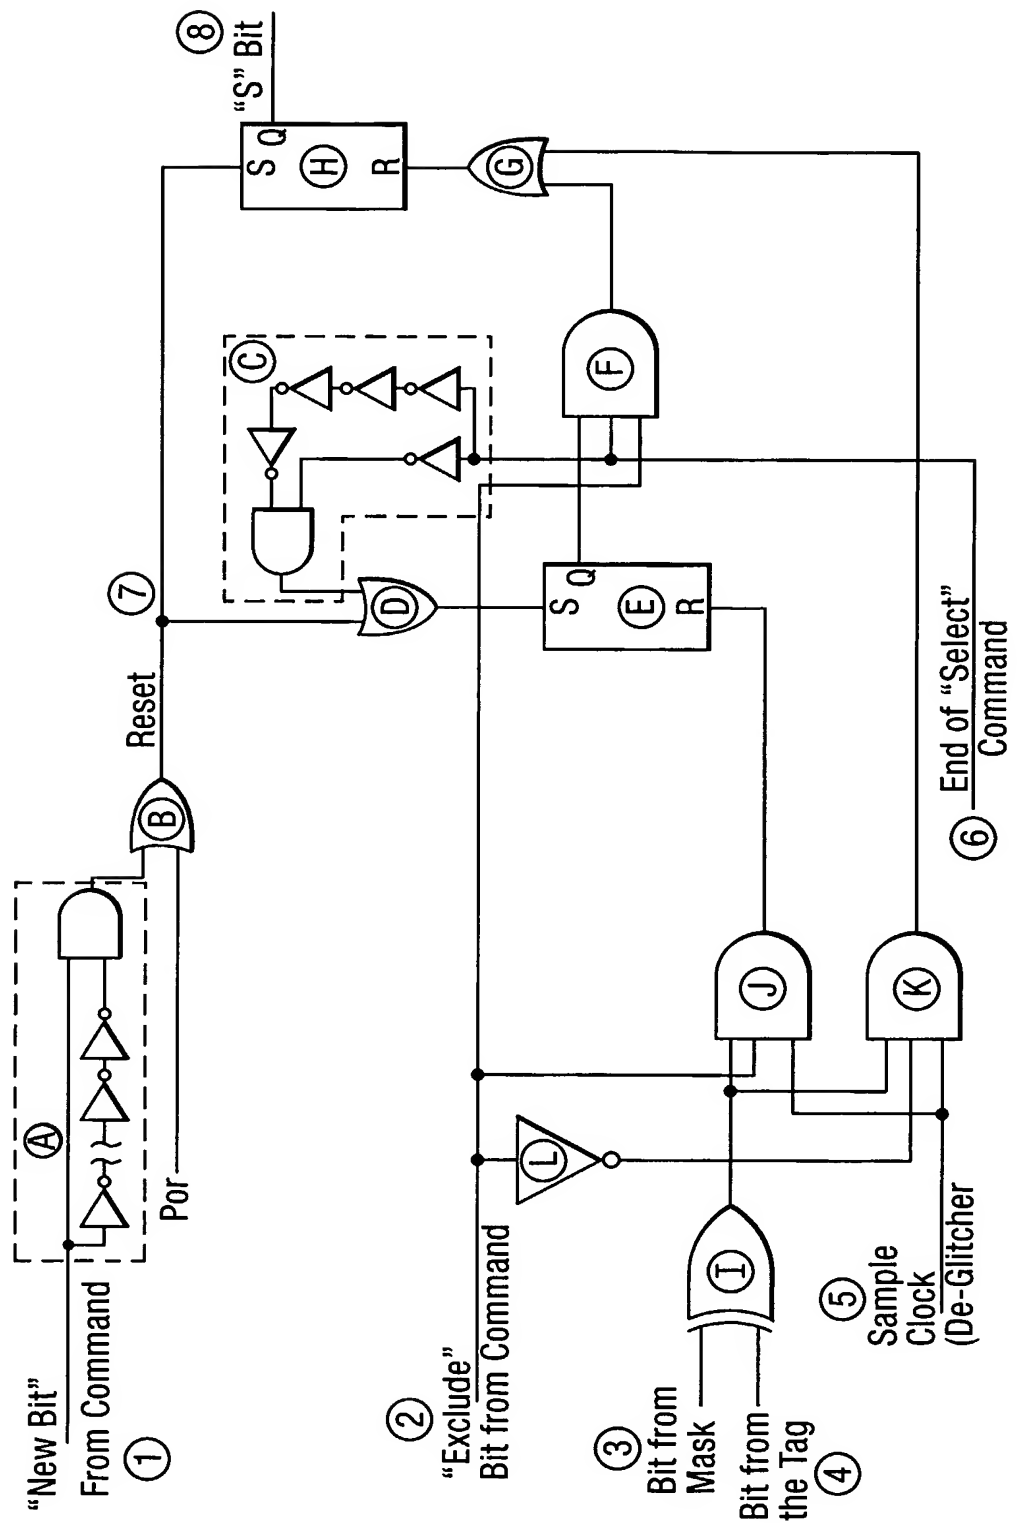 "New Bit"
From Command
1
A
Por
B
Reset
7
8
"S" Bit
S
Q
H
R
G
C
D
F
S
Q
E
R
2
"Exclude"
Bit from Command
L
3
Bit from
Mask
Bit from
the Tag
4
I
J
K
5
Sample
Clock
(De-Glitcher
6
End of "Select"
Command